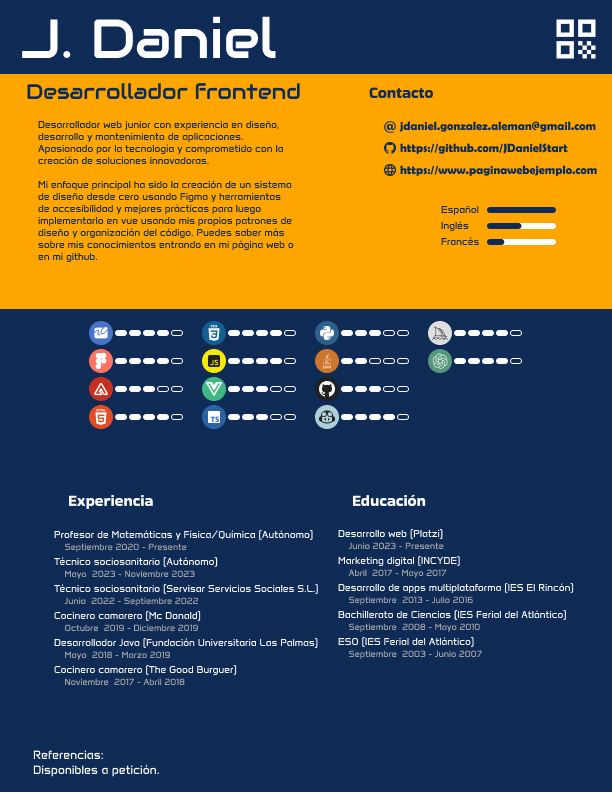 J. Daniel
Desarrollador frontend
Desarrollador web junior con experiencia en diseño,
desarrollo y mantenimiento de aplicaciones.
Apasionado por la tecnología y comprometido con la
creación de soluciones innovadoras.
Mi enfoque principal ha sido la creación de un sistema
de diseño desde cero usando Figma y herramientas
de accesibilidad y mejores prácticas para luego
implementarlo en vue usando mis propios patrones de
diseño y organización del código. Puedes saber más
sobre mis conocimientos entrando en mi página web o
en mi github.
Contacto
@ jdaniel.gonzalez.aleman@gmail.com
https://github.com/JDanielStart
https://www.paginawebejemplo.com
Español
Inglés
Francés
JS
TS
Experiencia
Profesor de Matemáticas y Física/Química (Autónomo)
Septiembre 2020 - Presente
Técnico sociosanitario (Autónomo)
Mayo 2023 - Noviembre 2023
Técnico sociosanitario (Servisar Servicios Sociales S.L.)
Junio 2022 - Septiembre 2022
Cocinero camarero (Mc Donald)
Octubre 2019 - Diciembre 2019
Desarrollador Java (Fundación Universitaria Las Palmas)
Mayo 2018 - Marzo 2019
Cocinero camarero (The Good Burguer)
Noviembre 2017 - Abril 2018
Educación
Desarrollo web (Platzi)
Junio 2023 - Presente
Marketing digital (INCYDE)
Abril 2017 - Mayo 2017
Desarrollo de apps multiplataforma (IES El Rincón)
Septiembre 2013 - Julio 2016
Bachillerato de Ciencias (IES Ferial del Atlántico)
Septiembre 2008 - Mayo 2010
ESO (IES Ferial del Atlántico)
Septiembre 2003 - Junio 2007
Referencias:
Disponibles a petición.